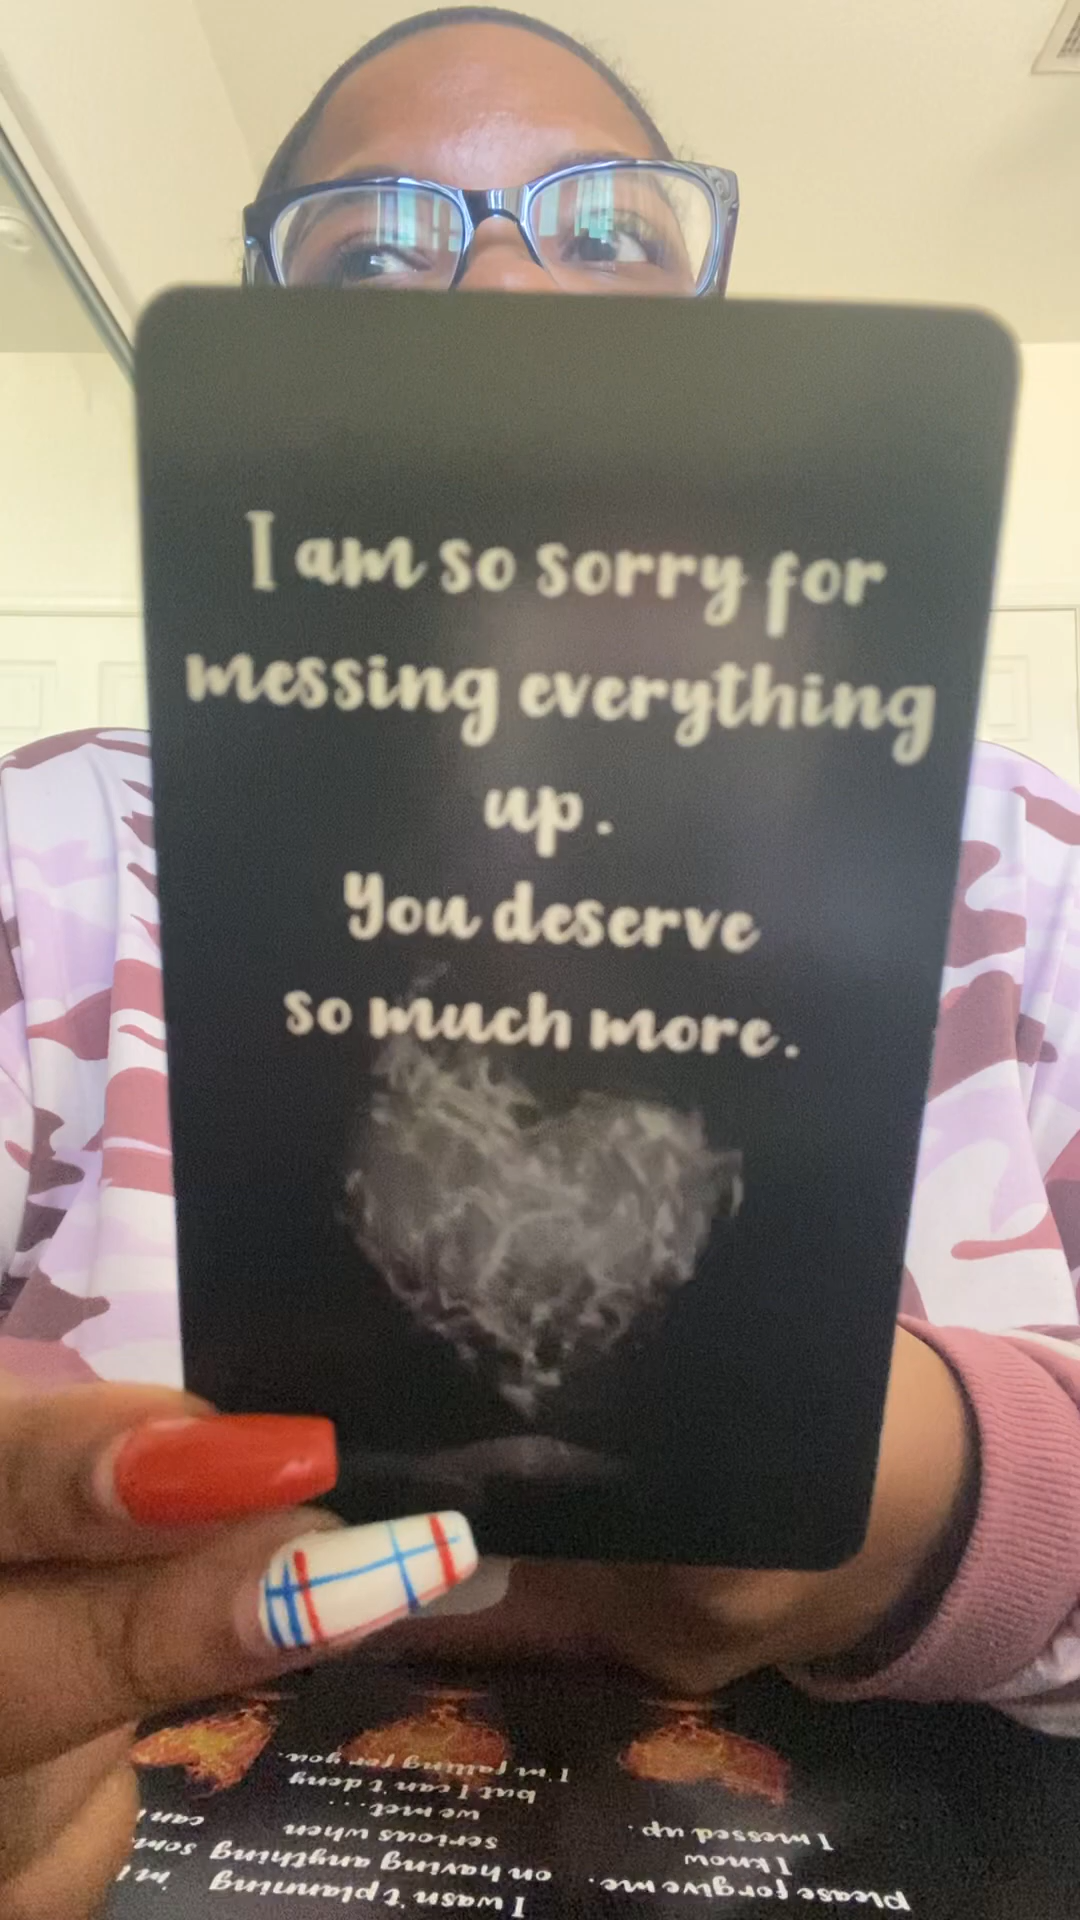 I am so sorry for
messing everything
up.
You deserve
so much more.
I wasn't planning
on having anything
serious when
we met...
but I can't deny
I'm falling for you.
Please forgive me.
I know
I messed up.